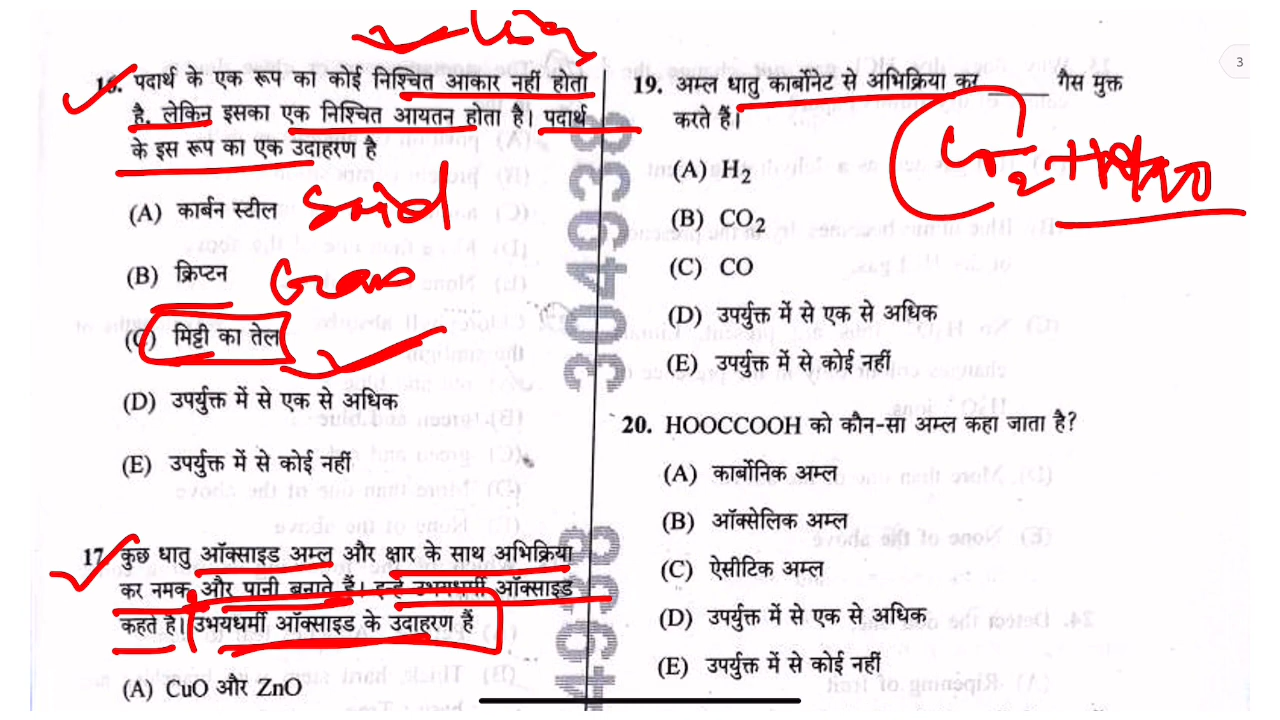 3
16. पदार्थ के एक रूप का कोई निश्चित आकार नहीं होता
है, लेकिन इसका एक निश्चित आयतन होता है। पदार्थ
के इस रूप का एक उदाहरण है
(A) कार्बन स्टील Solid
(B) क्रिप्टन
(C) मिट्टी का तेल
(D) उपर्युक्त में से एक से अधिक
(E) उपर्युक्त में से कोई नहीं
17. कुछ धातु ऑक्साइड अम्ल और क्षार के साथ अभिक्रिया
कर नमक और पानी बनाते हैं। इन्हें उभयधर्मी ऑक्साइड
कहते हैं। उभयधर्मी ऑक्साइड के उदाहरण हैं
(A) CuO और ZnO
19. अम्ल धातु कार्बोनेट से अभिक्रिया कर ______ गैस मुक्त
करते हैं।
(A) H₂
(B) CO₂
(C) CO
(D) उपर्युक्त में से एक से अधिक
(E) उपर्युक्त में से कोई नहीं
20. HOOCCOOH को कौन-सा अम्ल कहा जाता है?
(A) कार्बोनिक अम्ल
(B) ऑक्सेलिक अम्ल
(C) ऐसीटिक अम्ल
(D) उपर्युक्त में से एक से अधिक
(E) उपर्युक्त में से कोई नहीं